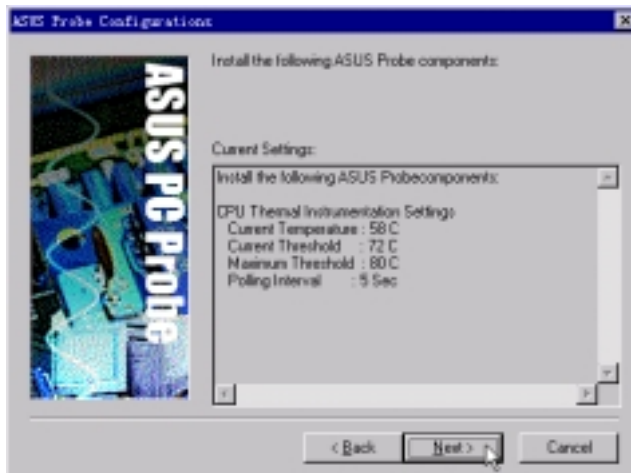 ASUS Probe Configurations
ASUS PC Probe
Install the following ASUS Probe components:
Current Settings:
Install the following ASUS Probecomponents:
CPU Thermal Instrumentation Settings
Current Temperature : 58 C
Current Threshold : 72 C
Maximum Threshold : 80 C
Polling Interval : 5 Sec
< Back
Next >
Cancel